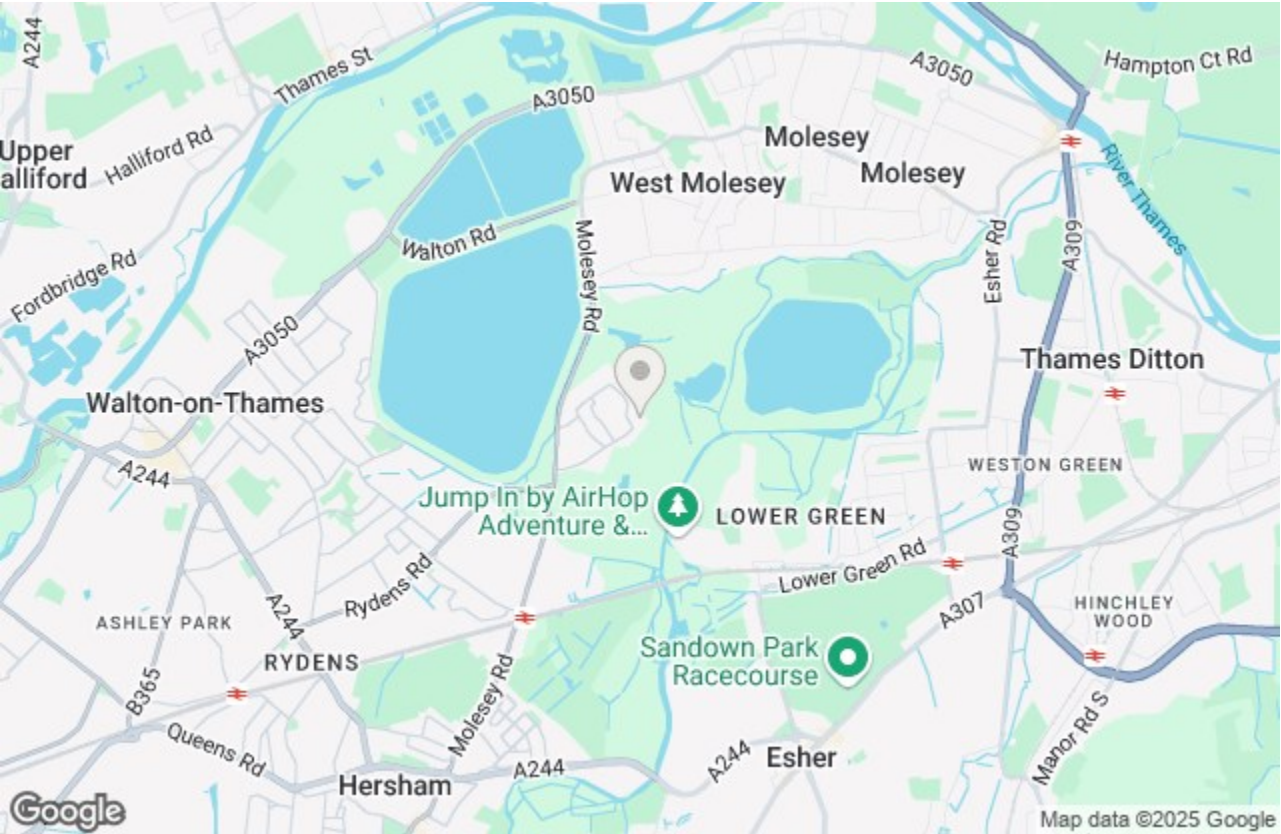 A244
Thames St
A3050
A3050
Hampton Ct Rd
Upper
alliford
Halliford Rd
Molesey
Molesey
West Molesey
River Thames
Walton Rd
Molesey Rd
Esher Rd
A309
Fordbridge Rd
A3050
Thames Ditton
Walton-on-Thames
A244
WESTON GREEN
Jump In by AirHop
Adventure &...
LOWER GREEN
A309
Lower Green Rd
Rydens Rd
A244
ASHLEY PARK
A307
HINCHLEY
WOOD
RYDENS
Sandown Park
Racecourse
B365
Molesey Rd
Manor Rd S
Queens Rd
A244
A244
Esher
Hersham
Google
Map data ©2025 Google